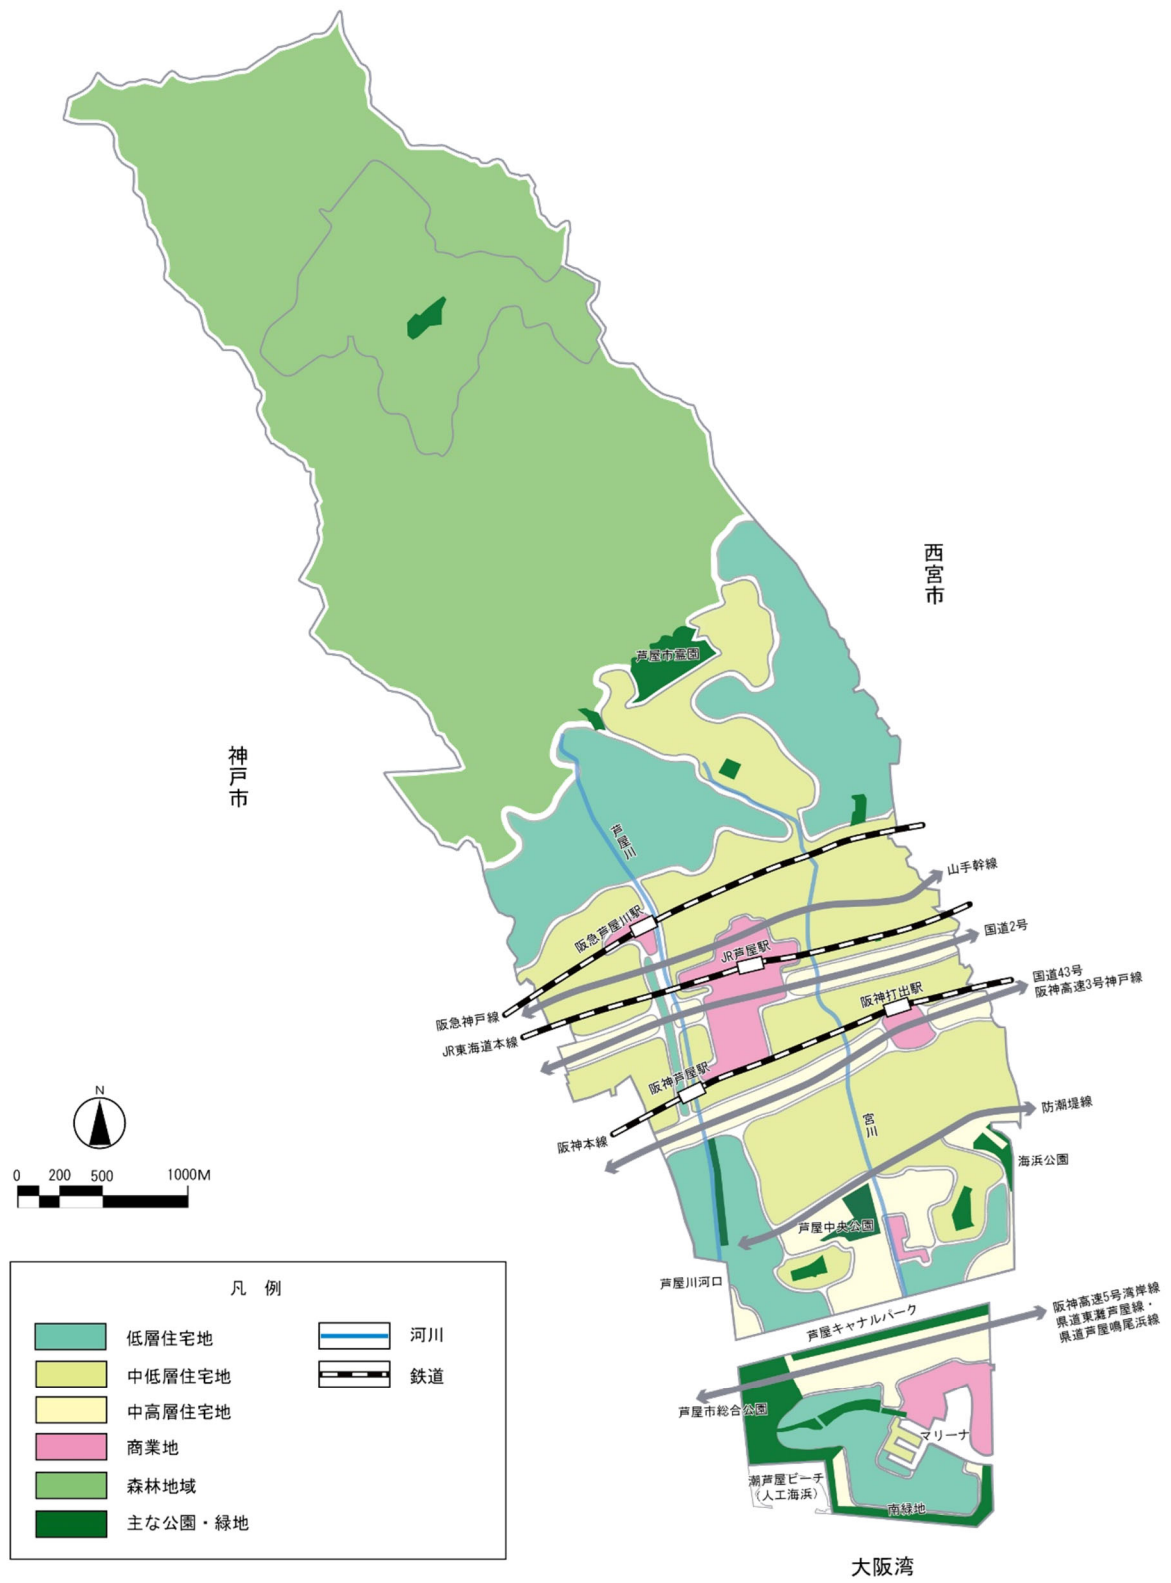 西宮市
芦屋市霊園
神戸市
芦屋川
山手幹線
阪急芦屋川駅
国道2号
JR芦屋駅
国道43号
阪神高速3号神戸線
阪神打出駅
阪急神戸線
JR東海道本線
阪神芦屋駅
N
防潮堤線
宮川
阪神本線
海浜公園
0 200 500 1000M
芦屋中央公園
芦屋川河口
凡 例
低層住宅地
河川
中低層住宅地
鉄道
中高層住宅地
商業地
森林地域
主な公園・緑地
芦屋キャナルパーク
阪神高速5号湾岸線
県道東灘芦屋線・
県道芦屋鳴尾浜線
芦屋市総合公園
マリーナ
潮芦屋ビーチ
(人工海浜)
南緑地
大阪湾